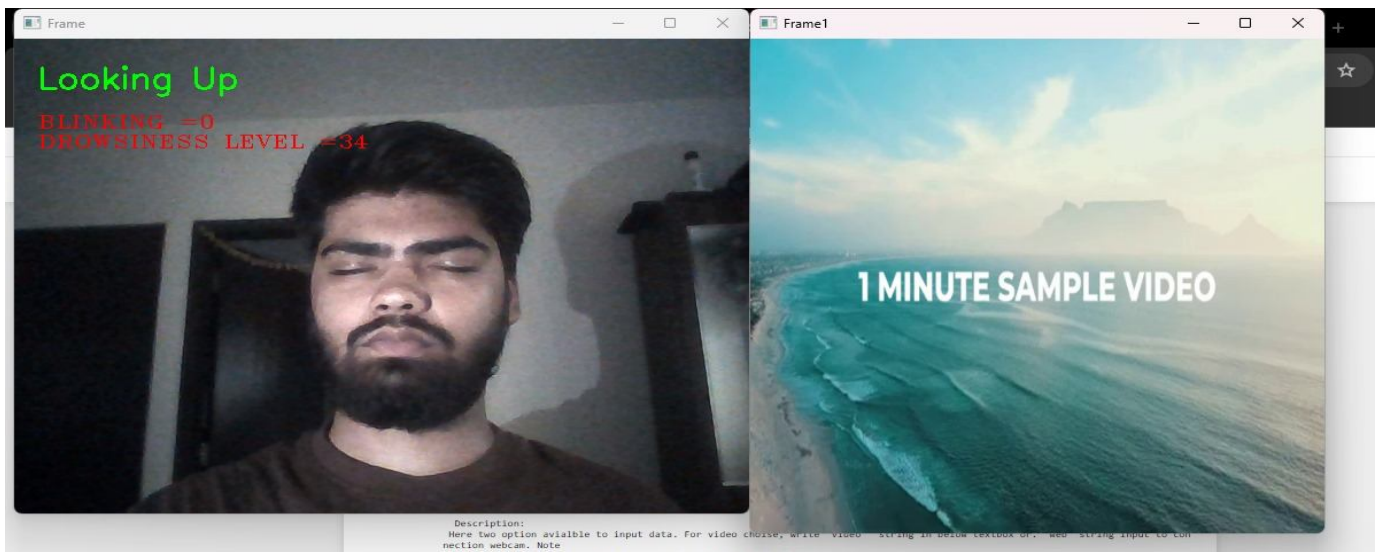 Frame
Looking Up
BLINKING =0
DROWSINESS LEVEL =34
Frame1
1 MINUTE SAMPLE VIDEO
Description:
Here two option avialble to input data. For video choise, write "video" string in below textbox or. "web" string input to con
nection webcam. Note